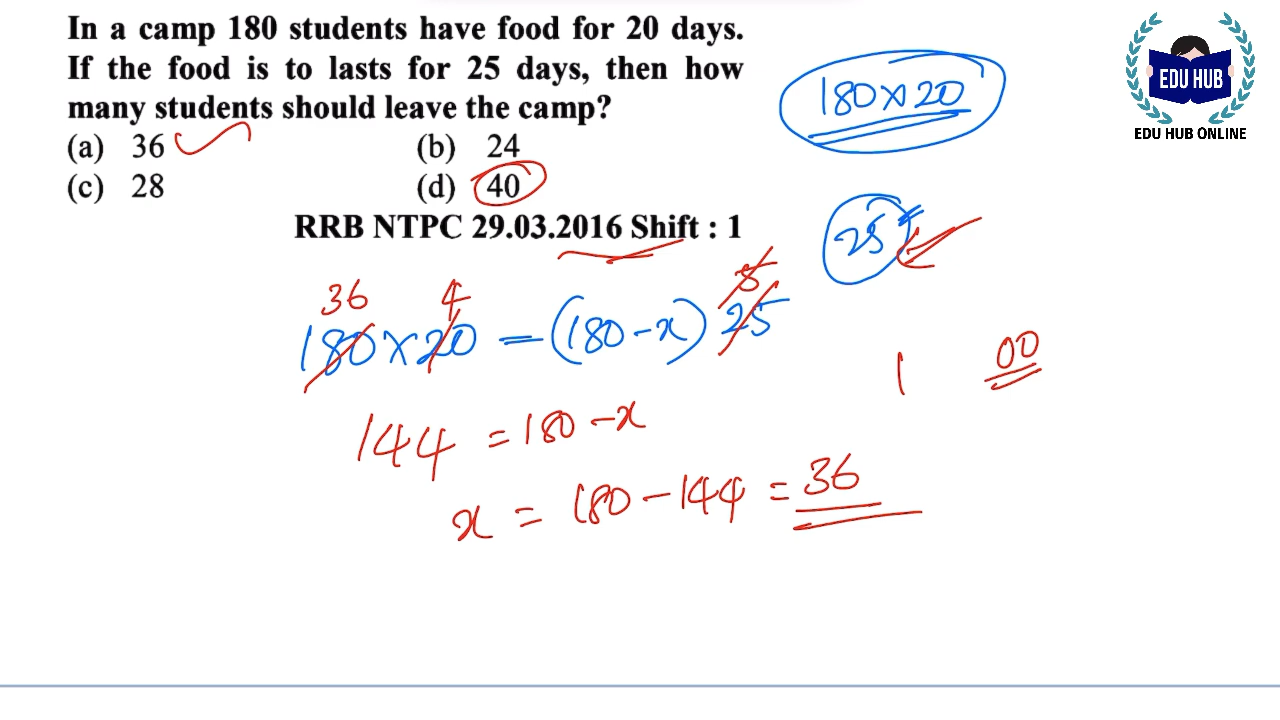 In a camp 180 students have food for 20 days.
If the food is to lasts for 25 days, then how
many students should leave the camp?
(a) 36 (b) 24
(c) 28 (d) 40
RRB NTPC 29.03.2016 Shift : 1
180×20
25
EDU HUB
EDU HUB ONLINE
36 4 5
180×20 = (180-x) 25
1 00
144 = 180-x
x = 180-144 = 36